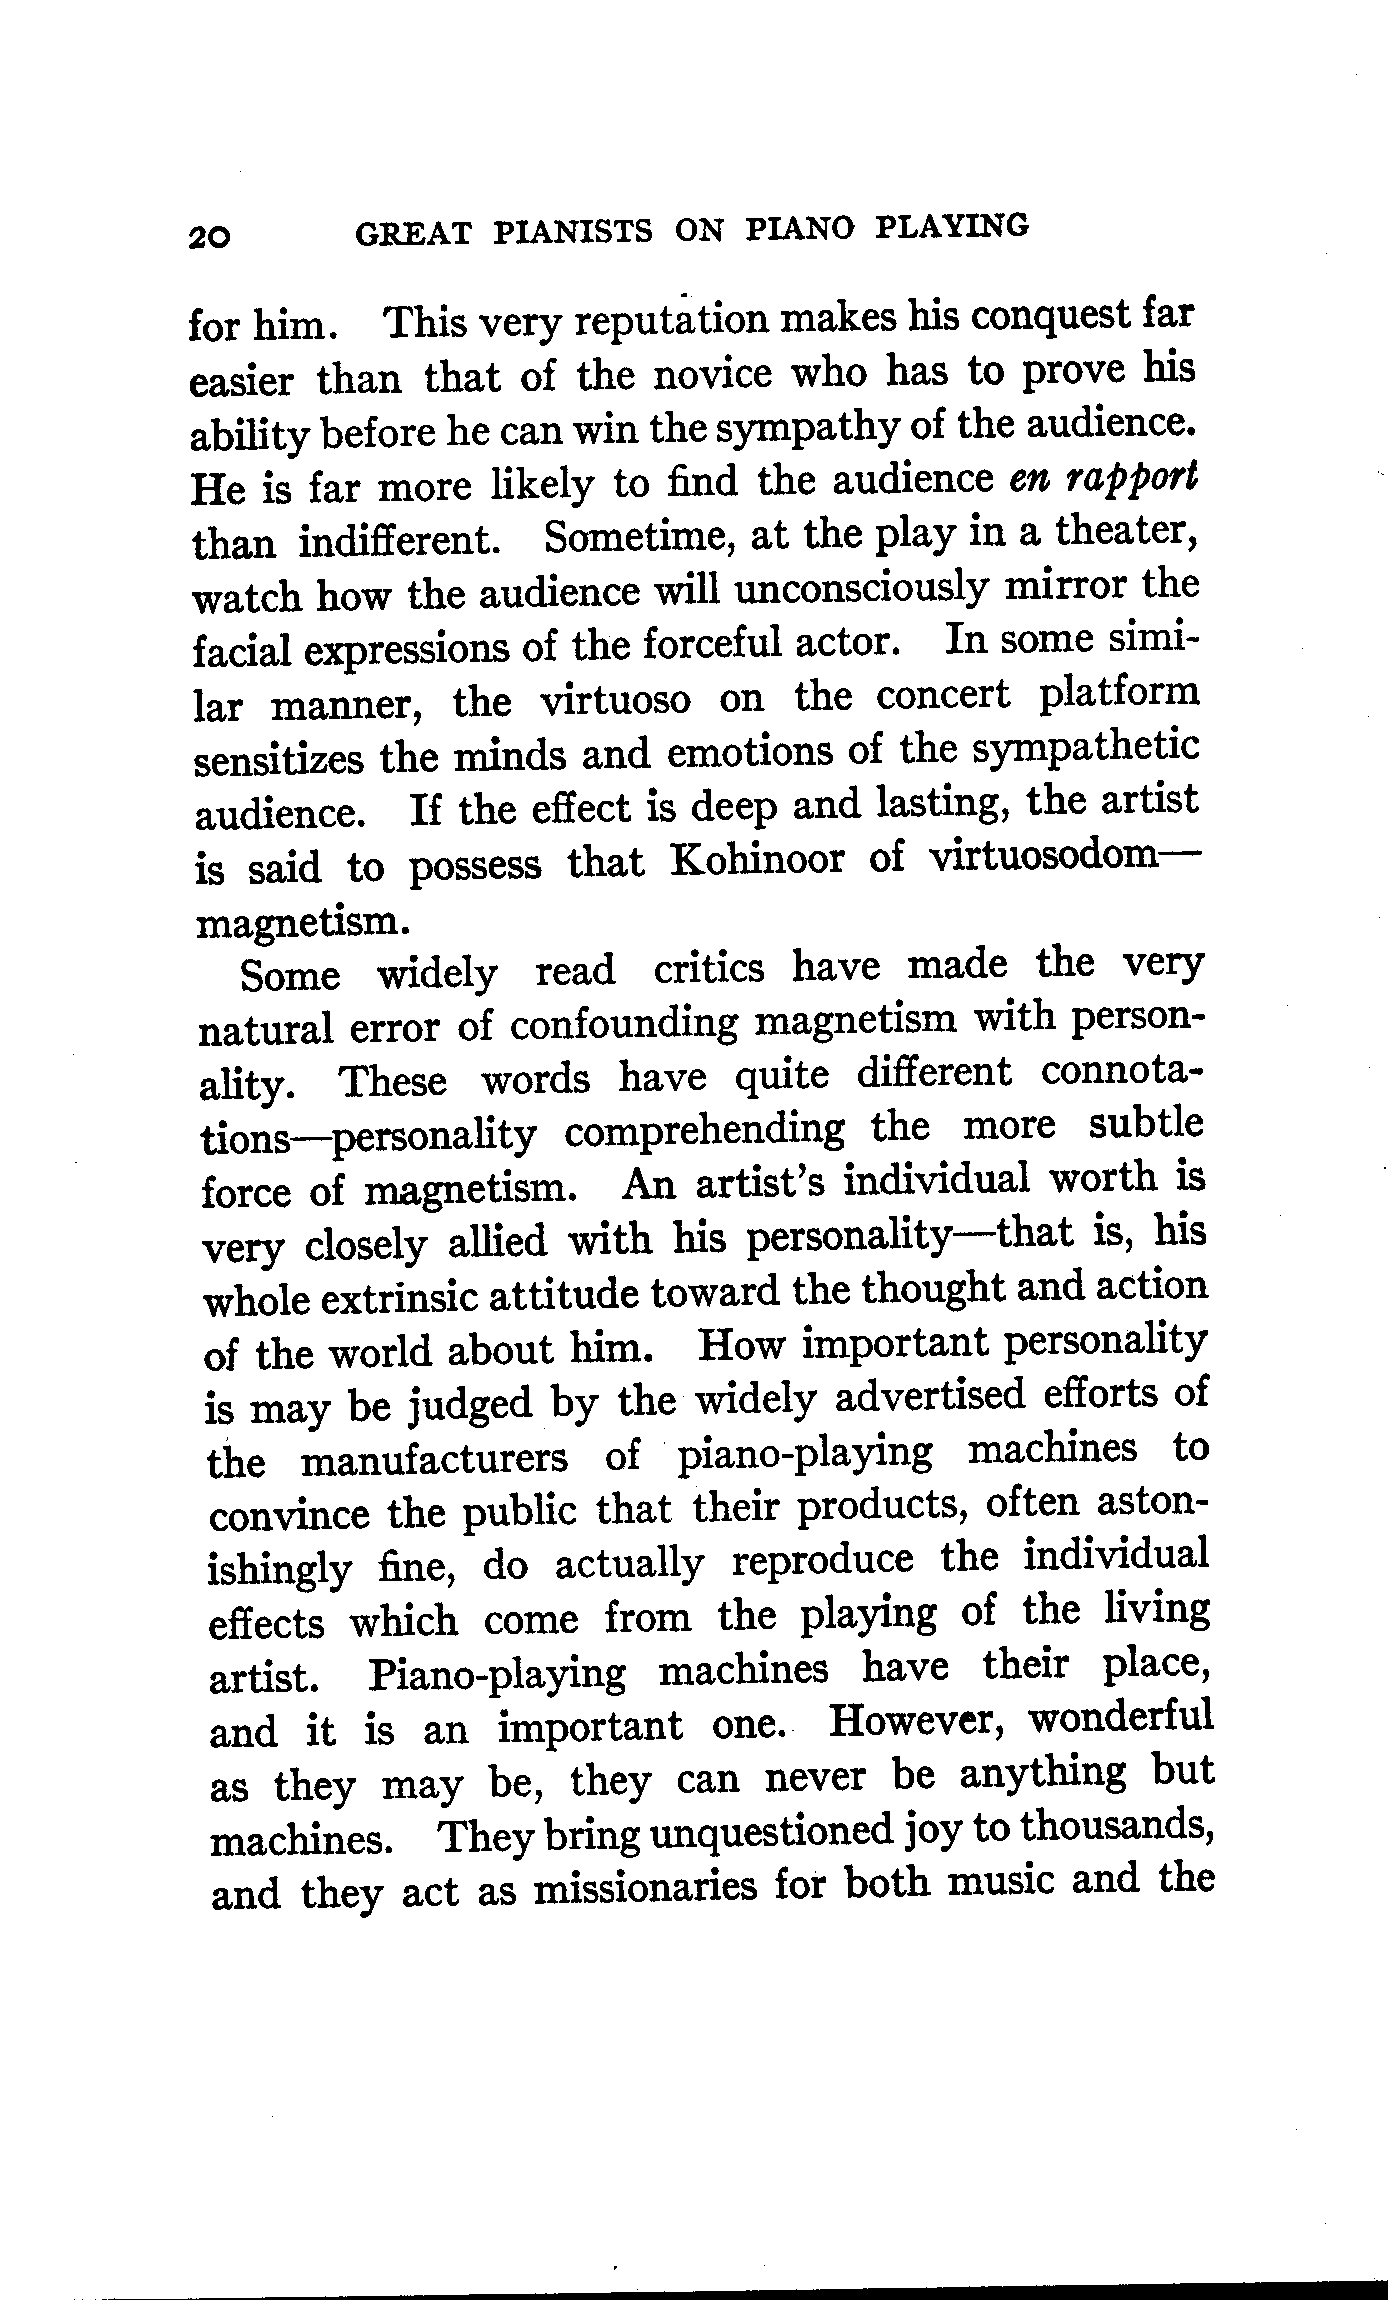 20 GREAT PIANISTS ON PIANO PLAYING
for him. This very reputation makes his conquest far
easier than that of the novice who has to prove his
ability before he can win the sympathy of the audience.
He is far more likely to find the audience en rapport
than indifferent. Sometime, at the play in a theater,
watch how the audience will unconsciously mirror the
facial expressions of the forceful actor. In some simi-
lar manner, the virtuoso on the concert platform
sensitizes the minds and emotions of the sympathetic
audience. If the effect is deep and lasting, the artist
is said to possess that Kohinoor of virtuosodom—
magnetism.
Some widely read critics have made the very
natural error of confounding magnetism with person-
ality. These words have quite different connota-
tions—personality comprehending the more subtle
force of magnetism. An artist's individual worth is
very closely allied with his personality—that is, his
whole extrinsic attitude toward the thought and action
of the world about him. How important personality
is may be judged by the widely advertised efforts of
the manufacturers of piano-playing machines to
convince the public that their products, often aston-
ishingly fine, do actually reproduce the individual
effects which come from the playing of the living
artist. Piano-playing machines have their place,
and it is an important one. However, wonderful
as they may be, they can never be anything but
machines. They bring unquestioned joy to thousands,
and they act as missionaries for both music and the